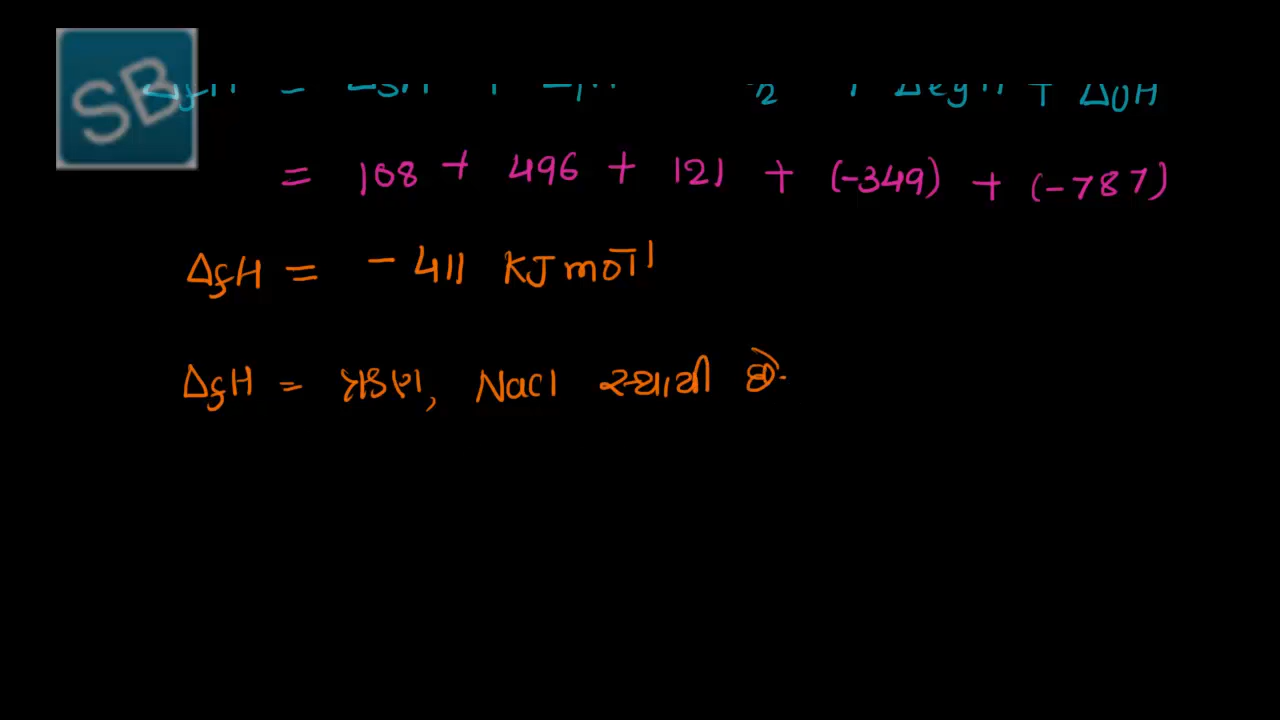 SB
= 108 + 496 + 121 + (-349) + (-787)
ΔfH = - 411 KJ mol⁻¹
ΔfH = ઋણ, NaCl સ્થાયી છે.